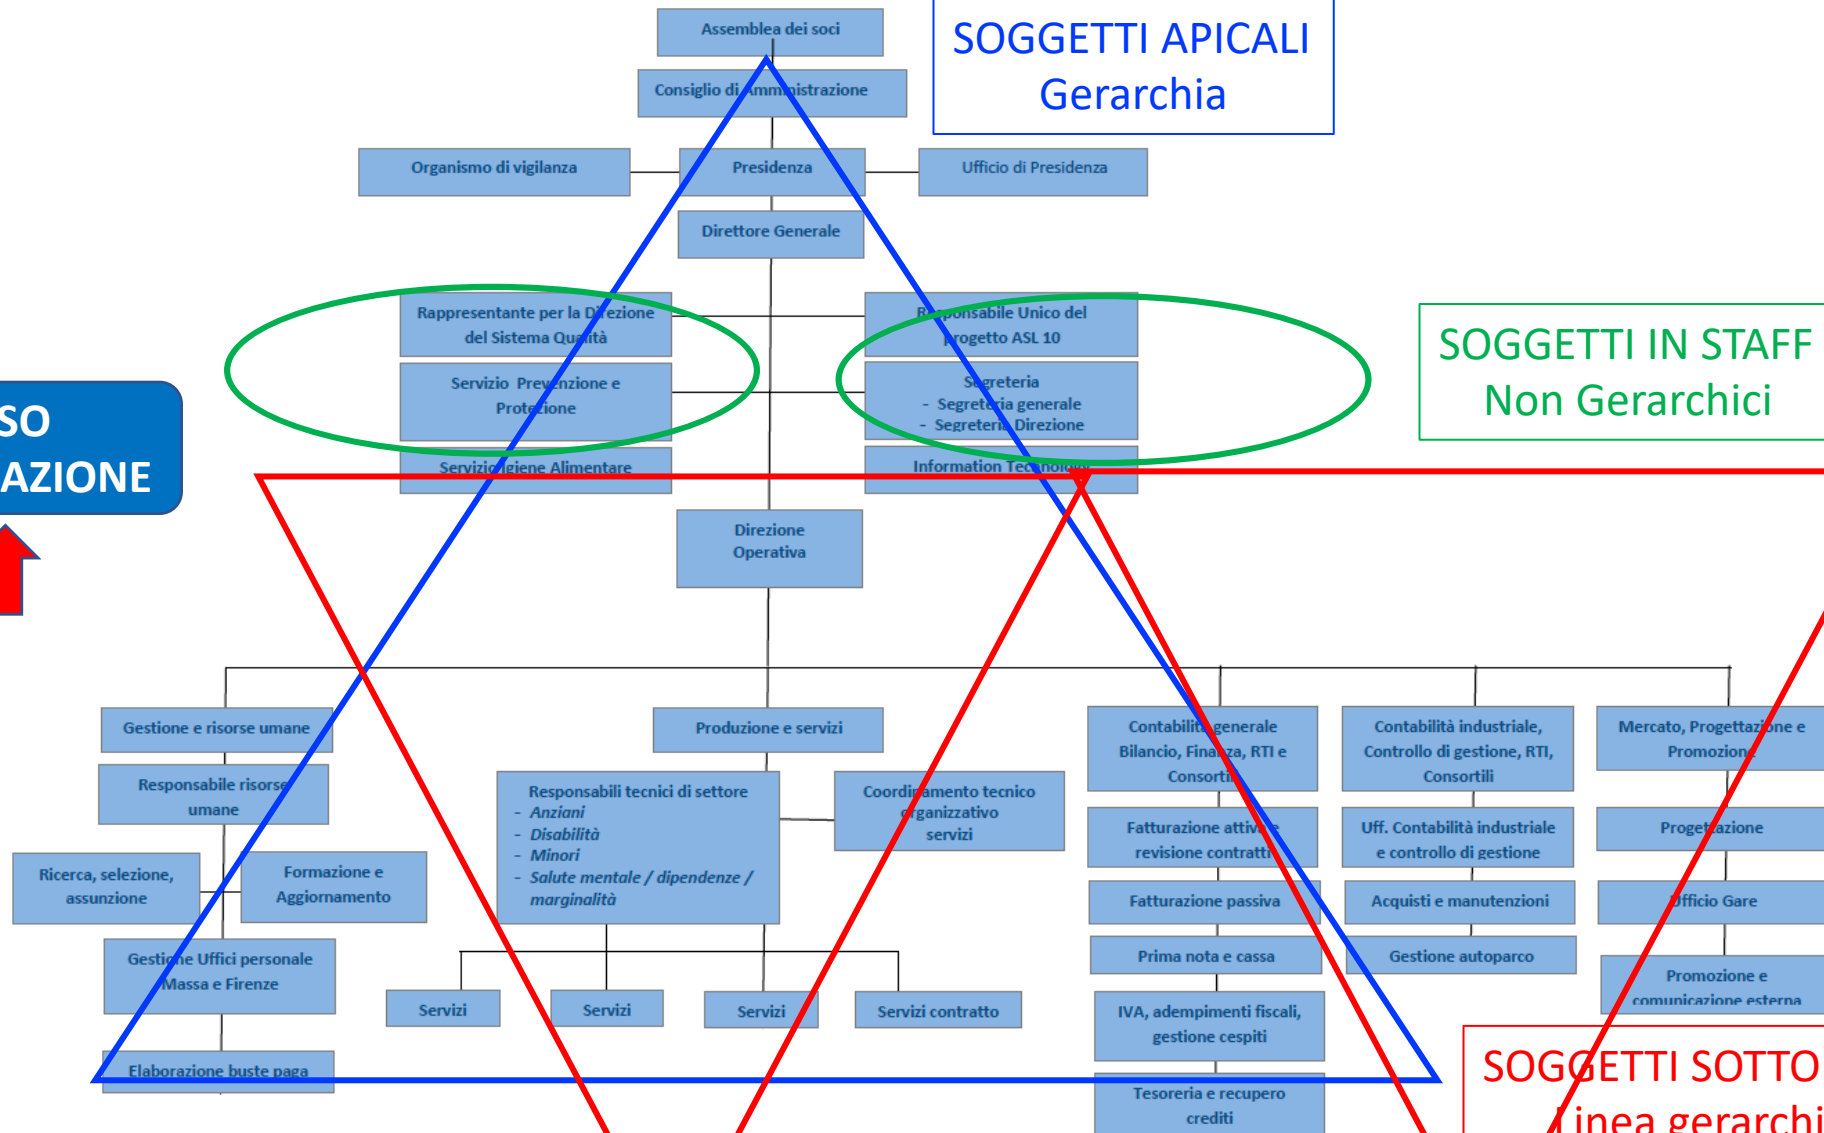 Assemblea dei soci
SOGGETTI APICALI
Gerarchia
Consiglio di Amministrazione
Organismo di vigilanza
Presidenza
Ufficio di Presidenza
Direttore Generale
Rappresentante per la Direzione
del Sistema Qualità
Responsabile Unico del
progetto ASL 10
SOGGETTI IN STAFF
Non Gerarchici
Servizio Prevenzione e
Protezione
Segreteria
- Segreteria generale
- Segreteria Direzione
SO
AZIONE
Servizio Igiene Alimentare
Information Technology
Direzione
Operativa
Gestione e risorse umane
Produzione e servizi
Contabilità generale
Bilancio, Finanza, RTI e
Consortili
Contabilità industriale,
Controllo di gestione, RTI,
Consortili
Mercato, Progettazione e
Promozione
Responsabile risorse
umane
Responsabili tecnici di settore
- Anziani
- Disabilità
- Minori
- Salute mentale / dipendenze /
marginalità
Coordinamento tecnico
organizzativo
servizi
Fatturazione attiva e
revisione contratti
Uff. Contabilità industriale
e controllo di gestione
Progettazione
Ricerca, selezione,
assunzione
Formazione e
Aggiornamento
Fatturazione passiva
Acquisti e manutenzioni
Ufficio Gare
Gestione Uffici personale
Massa e Firenze
Prima nota e cassa
Gestione autoparco
Promozione e
comunicazione esterna
Servizi
Servizi
Servizi
Servizi contratto
IVA, adempimenti fiscali,
gestione cespiti
Elaborazione buste paga
Tesoreria e recupero
crediti
SOGGETTI SOTTO
Linea gerarchi